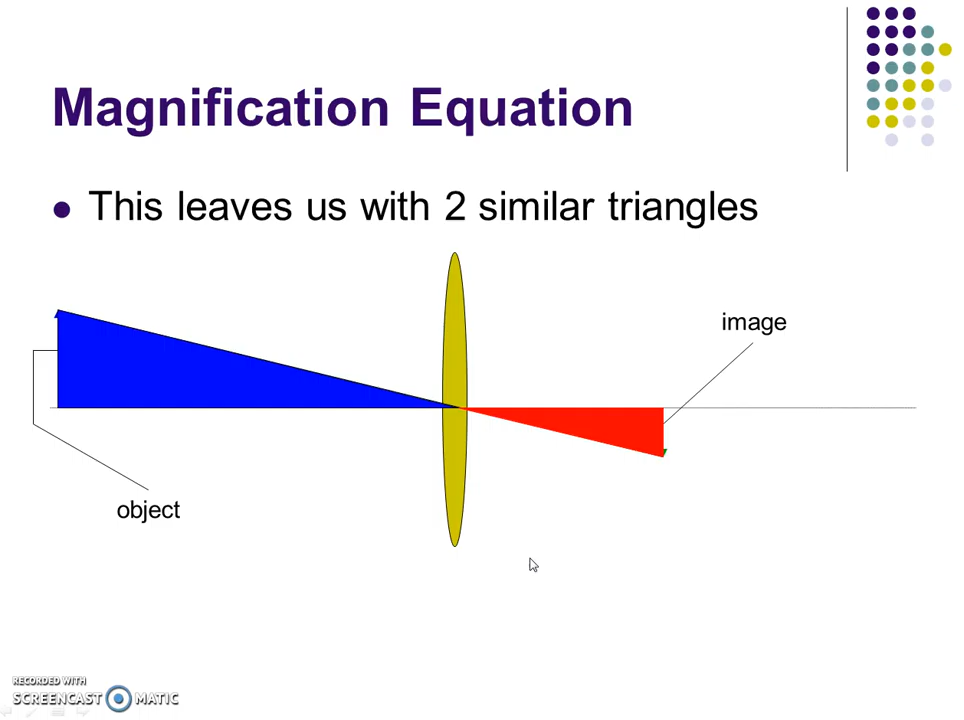 Magnification Equation
This leaves us with 2 similar triangles
image
object
RECORDED WITH
SCREENCAST MATIC